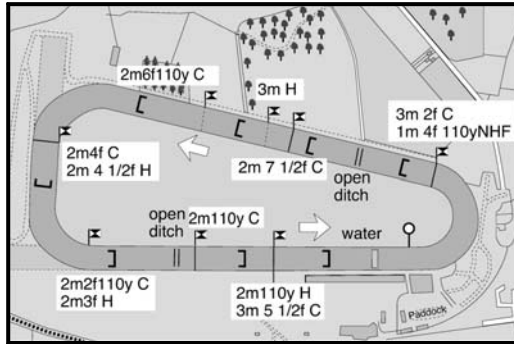 2m6f110y C
3m H
3m 2f C
1m 4f 110yNHF
2m4f C
2m 4 1/2f H
2m 7 1/2f C
open
ditch
open
ditch
2m110y C
water
2m2f110y C
2m3f H
2m110y H
3m 5 1/2f C
Paddock